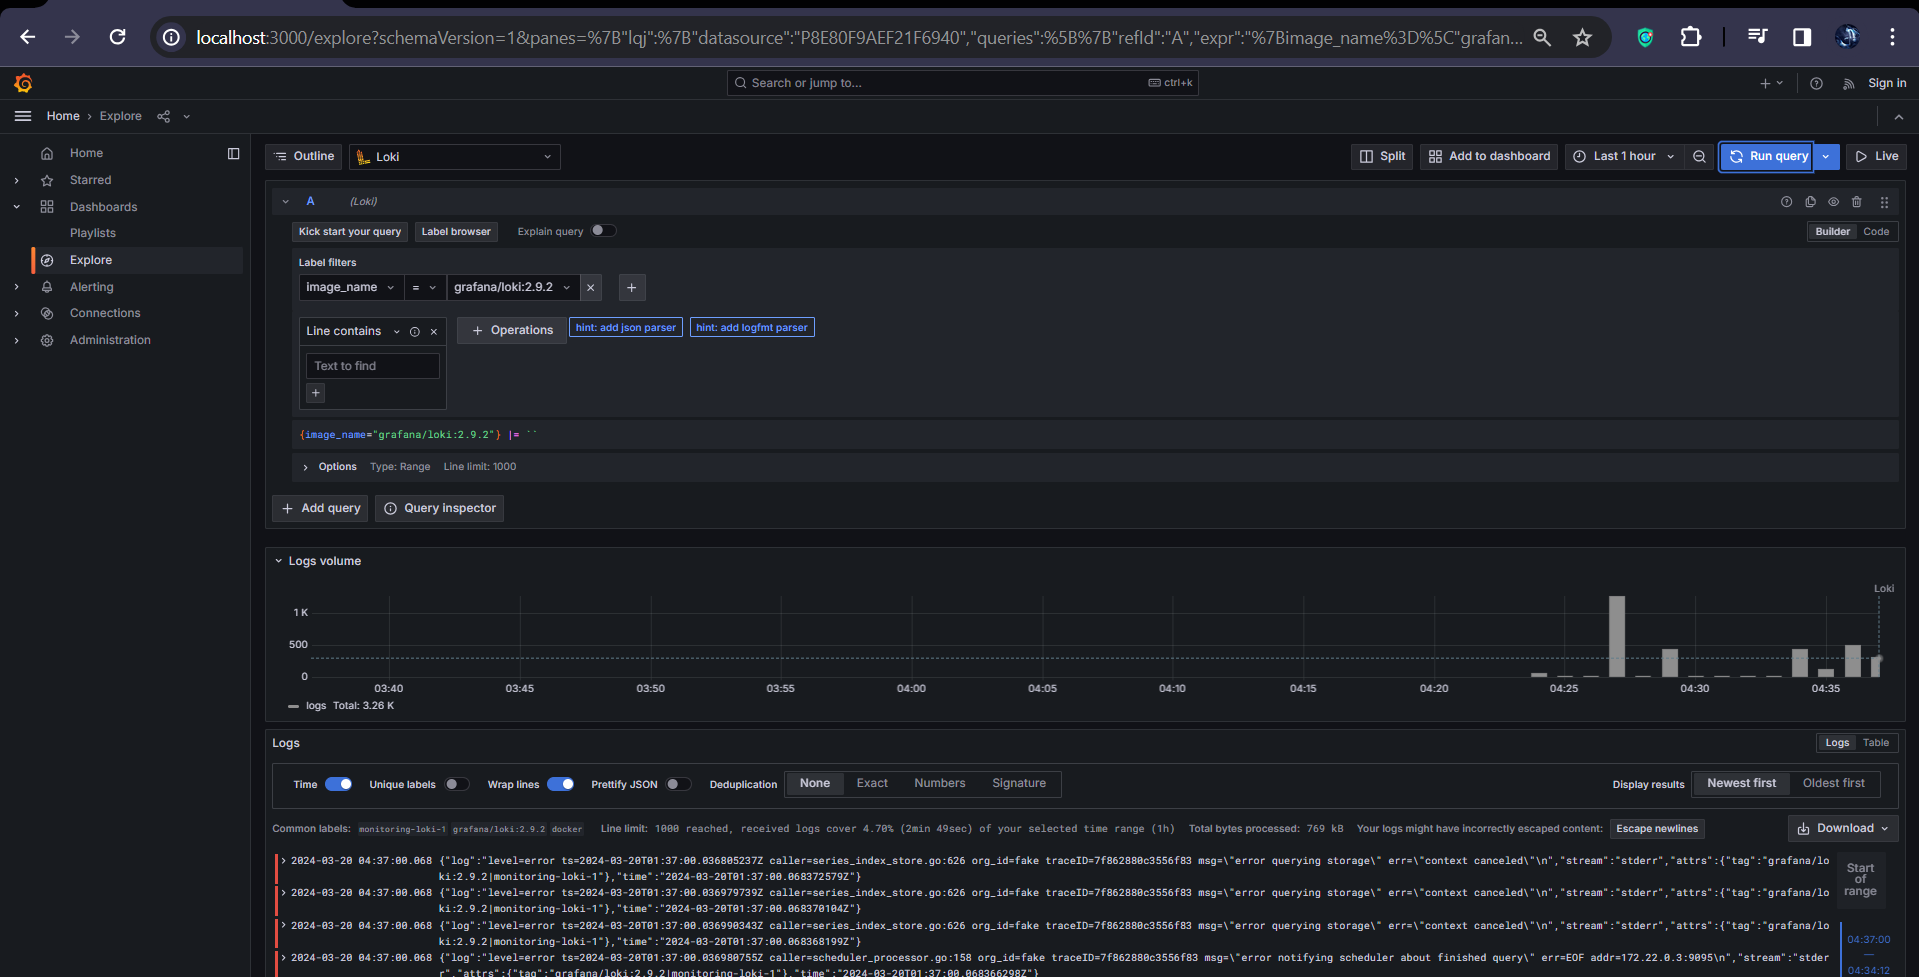 localhost:3000/explore?schemaVersion=1&panes=%7B"lqj":%7B"datasource":"P8E80F9AEF21F6940","queries":%5B%7B"refId":"A","expr":"%7Bimage_name%3D%5C"grafan...
Search or jump to...
ctrl+k
Sign in
Home › Explore
Home
Starred
Dashboards
Playlists
Explore
Alerting
Connections
Administration
Outline
Loki
Split
Add to dashboard
Last 1 hour
Run query
Live
A (Loki)
Kick start your query
Label browser
Explain query
Builder
Code
Label filters
image_name
=
grafana/loki:2.9.2
+
Line contains
+ Operations
hint: add json parser
hint: add logfmt parser
Text to find
+
{image_name="grafana/loki:2.9.2"} |= ``
Options Type: Range Line limit: 1000
+ Add query
Query inspector
Logs volume
Loki
1 K
500
0
03:40 03:45 03:50 03:55 04:00 04:05 04:10 04:15 04:20 04:25 04:30 04:35
logs Total: 3.26 K
Logs
Logs
Table
Time
Unique labels
Wrap lines
Prettify JSON
Deduplication
None
Exact
Numbers
Signature
Display results
Newest first
Oldest first
Common labels: monitoring-loki-1 grafana/loki:2.9.2 docker Line limit: 1000 reached, received logs cover 4.70% (2min 49sec) of your selected time range (1h) Total bytes processed: 769 kB Your logs might have incorrectly escaped content: Escape newlines
Download
2024-03-20 04:37:00.068 {"log":"level=error ts=2024-03-20T01:37:00.036805237Z caller=series_index_store.go:626 org_id=fake traceID=7f862880c3556f83 msg=\"error querying storage\" err=\"context canceled\"\n","stream":"stderr","attrs":{"tag":"grafana/lo
ki:2.9.2|monitoring-loki-1"},"time":"2024-03-20T01:37:00.068372579Z"}
2024-03-20 04:37:00.068 {"log":"level=error ts=2024-03-20T01:37:00.036979739Z caller=series_index_store.go:626 org_id=fake traceID=7f862880c3556f83 msg=\"error querying storage\" err=\"context canceled\"\n","stream":"stderr","attrs":{"tag":"grafana/lo
ki:2.9.2|monitoring-loki-1"},"time":"2024-03-20T01:37:00.068370104Z"}
2024-03-20 04:37:00.068 {"log":"level=error ts=2024-03-20T01:37:00.036990343Z caller=series_index_store.go:626 org_id=fake traceID=7f862880c3556f83 msg=\"error querying storage\" err=\"context canceled\"\n","stream":"stderr","attrs":{"tag":"grafana/lo
ki:2.9.2|monitoring-loki-1"},"time":"2024-03-20T01:37:00.068368199Z"}
2024-03-20 04:37:00.068 {"log":"level=error ts=2024-03-20T01:37:00.036980755Z caller=scheduler_processor.go:158 org_id=fake traceID=7f862880c3556f83 msg=\"error notifying scheduler about finished query\" err=EOF addr=172.22.0.3:9095\n","stream":"stder
r","attrs":{"tag":"grafana/loki:2.9.2|monitoring-loki-1"},"time":"2024-03-20T01:37:00.068366298Z"}
Start
of
range
04:37:00
—
04:34:12